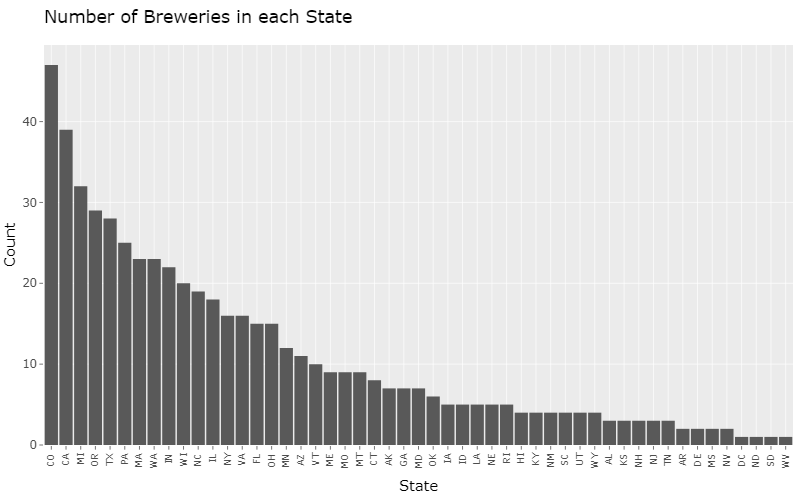 Number of Breweries in each State
Count
40
30
20
10
0
CO CA MI OR TX PA MA WA IN WI NC IL NY VA FL OH MN AZ VT ME MO MT CT AK GA MD OK IA ID LA NE RI HI KY NM SC UT WY AL KS NH NJ TN AR DE MS NV DC ND SD WV
State